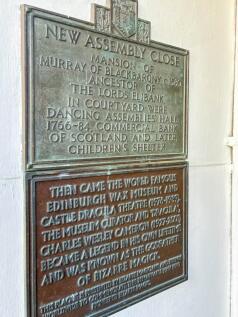 NEW ASSEMBLY CLOSE
MANSION OF
MURRAY OF BLACKBARONY C 1580
ANCESTOR OF
THE LORDS ELIBANK
IN COURTYARD WERE
DANCING ASSEMBLIES HALL
1766-84, COMMERCIAL BANK
OF SCOTLAND AND LATER
CHILDREN'S SHELTER
THEN CAME THE WORLD FAMOUS
EDINBURGH WAX MUSEUM AND
CASTLE DRACULA THEATRE
THE MUSEUM CURATOR AND DRACULA,
CHARLES WESLEY CAMERON
BECAME A LEGEND IN HIS OWN LIFETIME
AND WAS KNOWN AS THE GODFATHER
OF BIZARRE MAGICK.
THIS PLAQUE IS